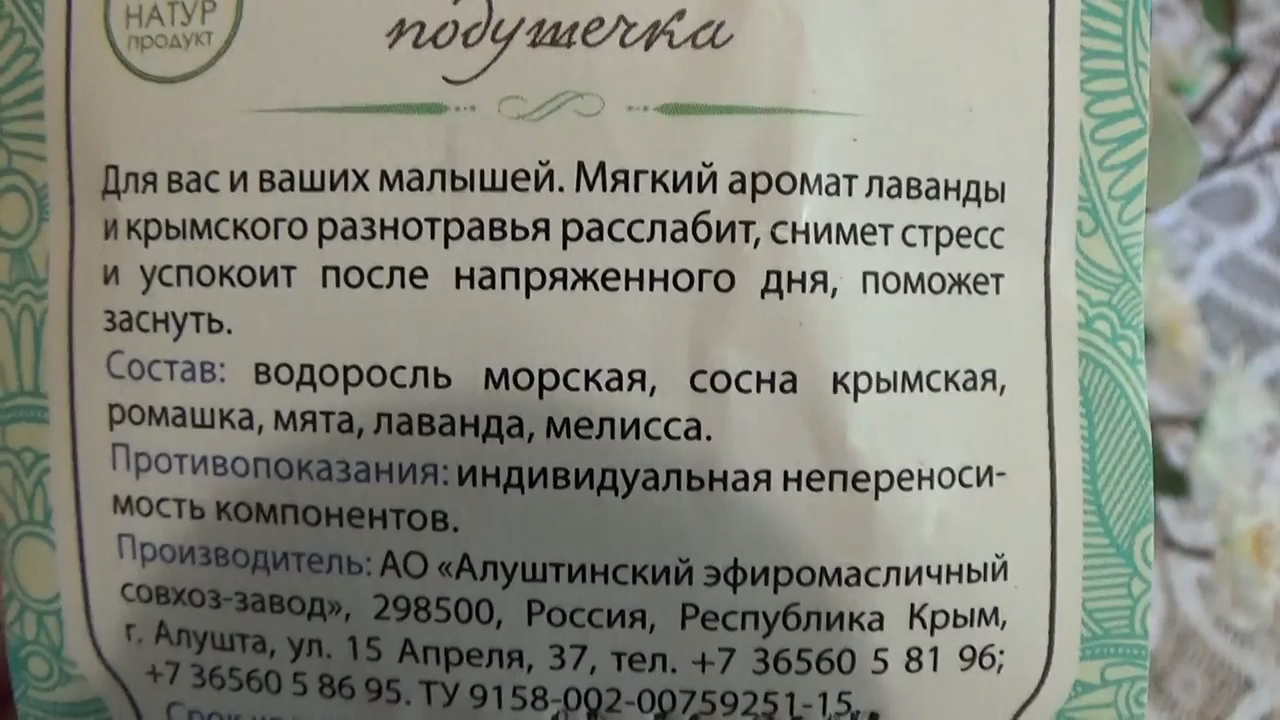 НАТУР
продукт
подушечка
Для вас и ваших малышей. Мягкий аромат лаванды
и крымского разнотравья расслабит, снимет стресс
и успокоит после напряженного дня, поможет
заснуть.
Состав: водоросль морская, сосна крымская,
ромашка, мята, лаванда, мелисса.
Противопоказания: индивидуальная непереноси-
мость компонентов.
Производитель: АО «Алуштинский эфиромасличный
совхоз-завод», 298500, Россия, Республика Крым,
г. Алушта, ул. 15 Апреля, 37, тел. +7 36560 5 81 96;
+7 36560 5 86 95. ТУ 9158-002-00759251-15.